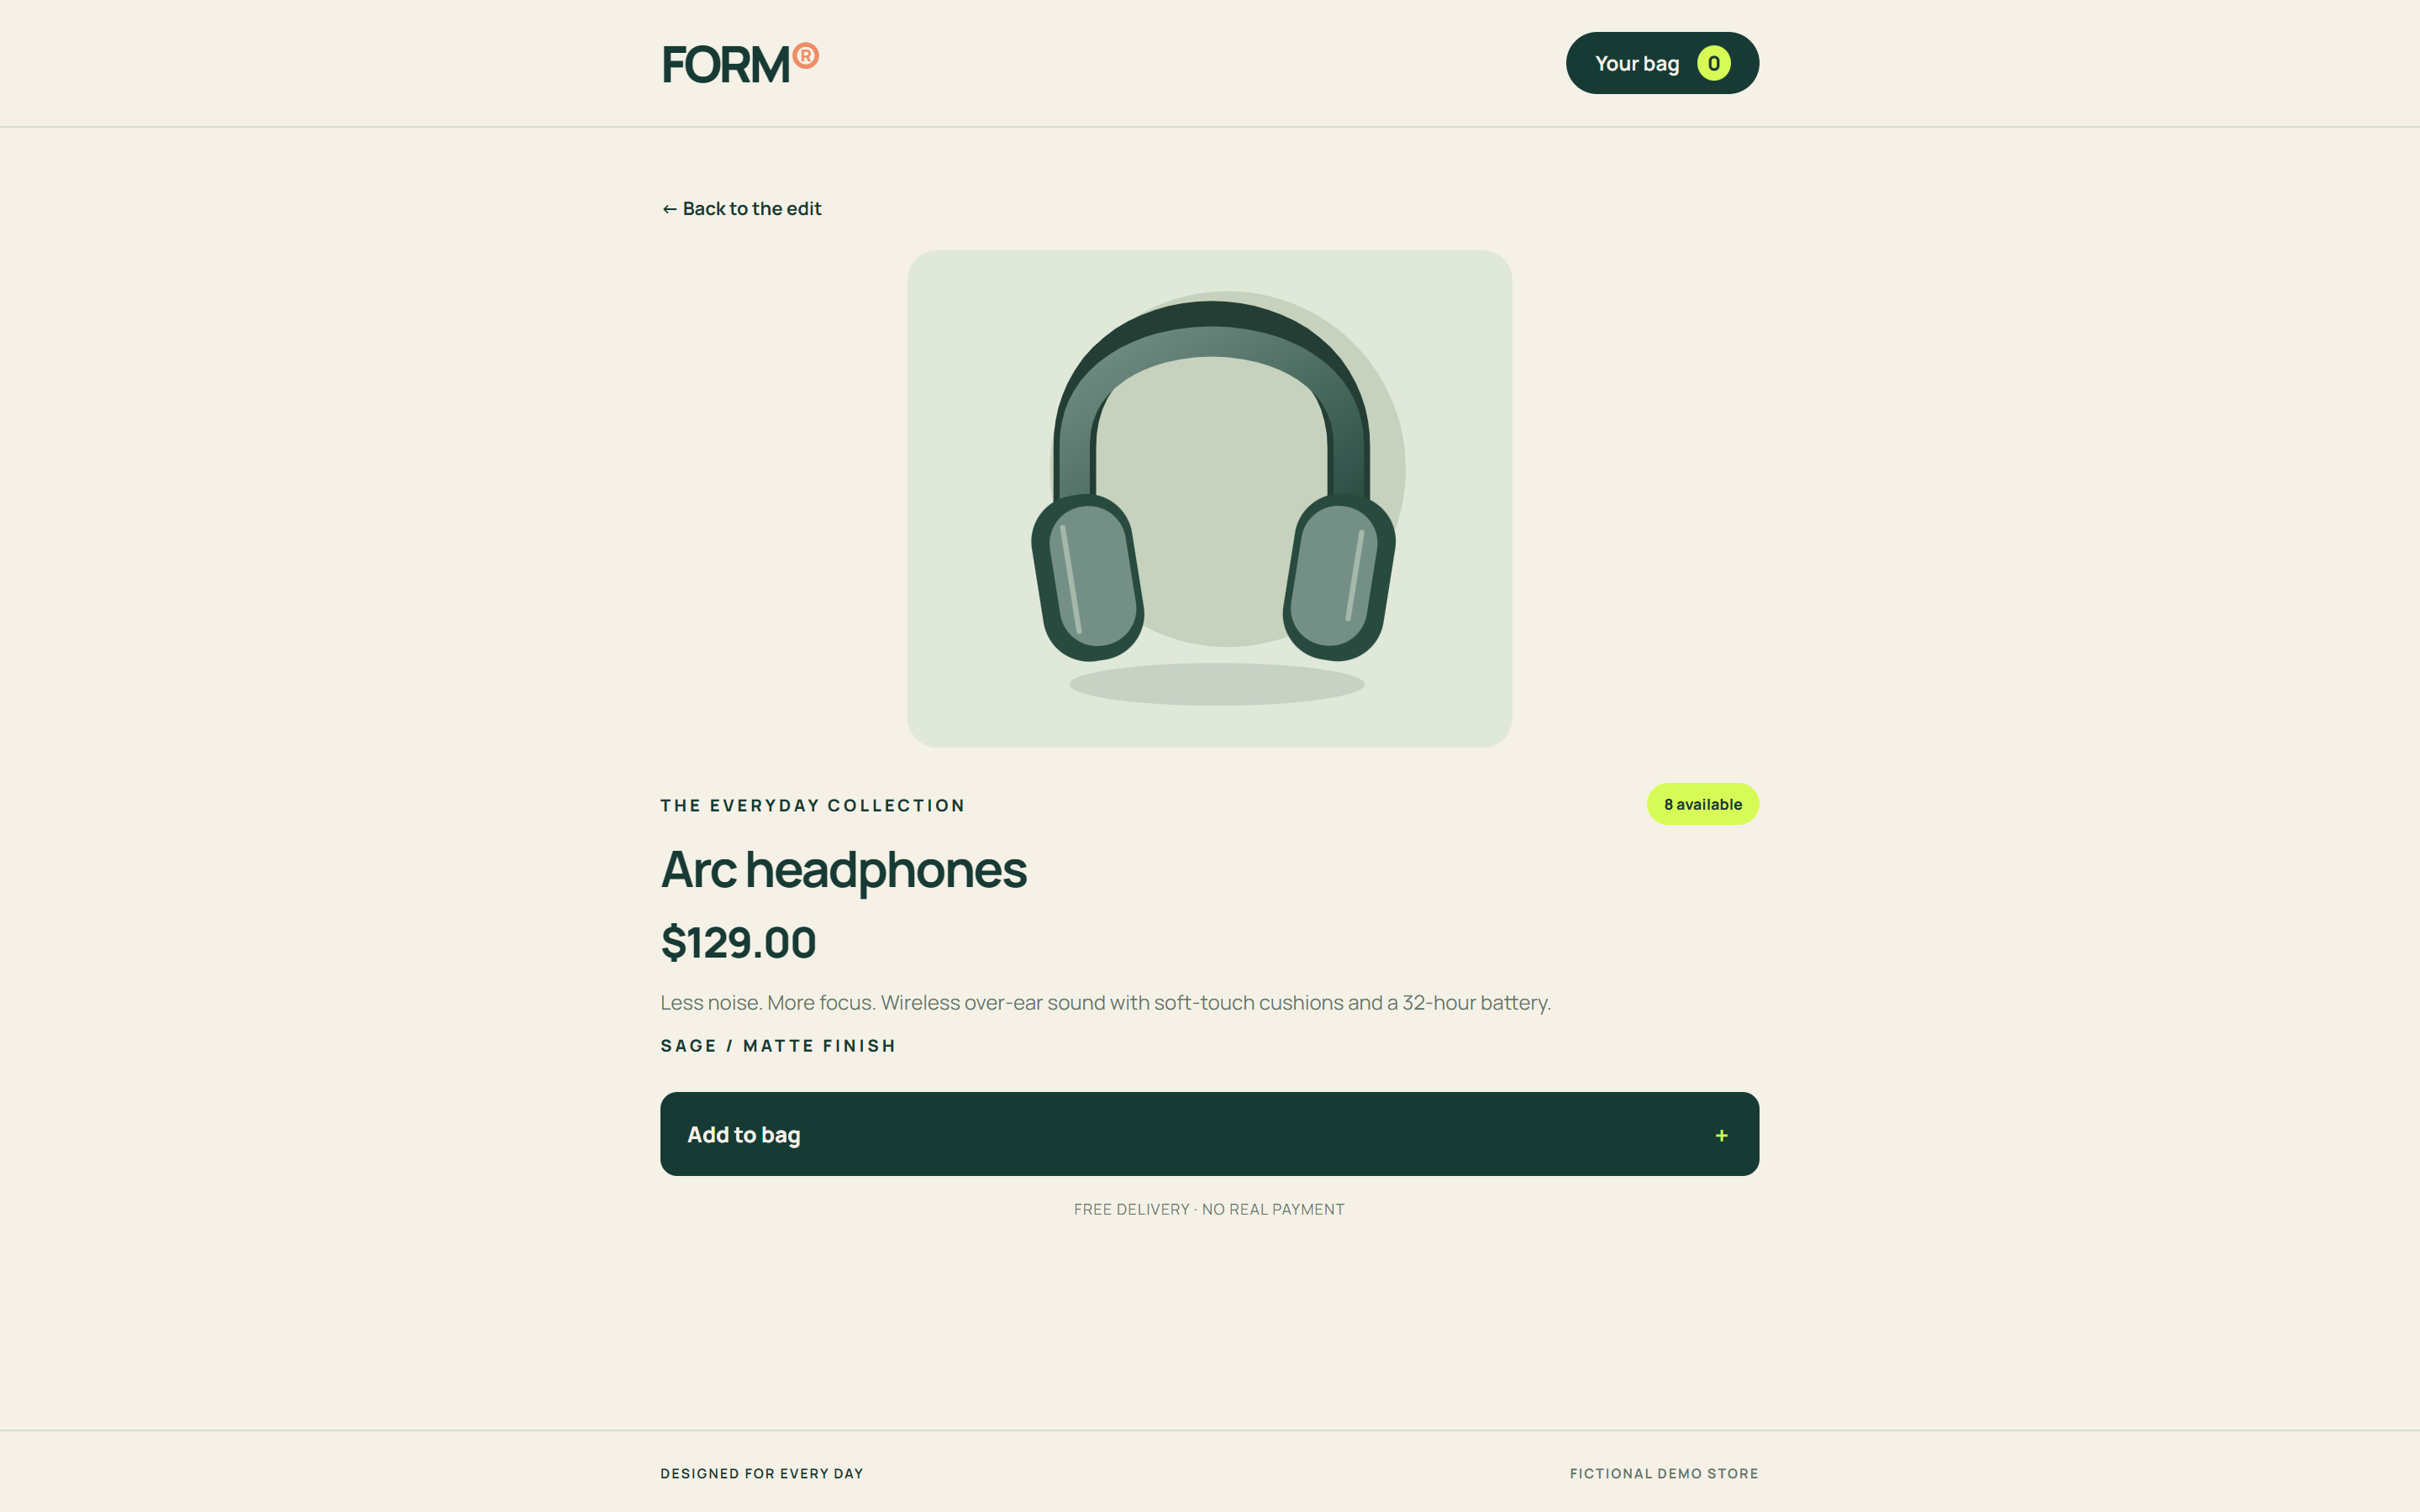 FORM®
Your bag 0
← Back to the edit
THE EVERYDAY COLLECTION
8 available
Arc headphones
$129.00
Less noise. More focus. Wireless over-ear sound with soft-touch cushions and a 32-hour battery.
SAGE / MATTE FINISH
Add to bag +
FREE DELIVERY · NO REAL PAYMENT
DESIGNED FOR EVERY DAY
FICTIONAL DEMO STORE